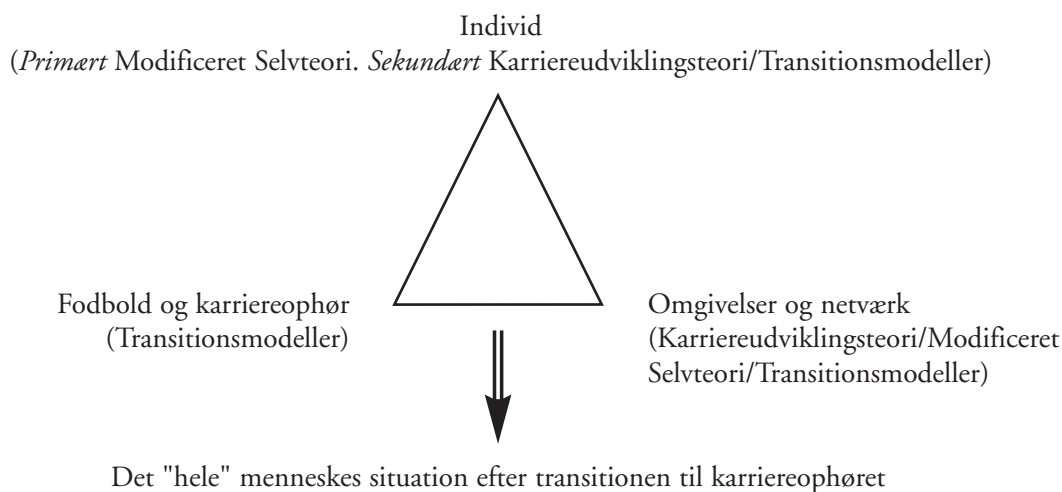 Individ
(Primært Modificeret Selvteori. Sekundært Karriereudviklingsteori/Transitionsmodeller)
Fodbold og karriereophør
(Transitionsmodeller)
Omgivelser og netværk
(Karriereudviklingsteori/Modificeret
Selvteori/Transitionsmodeller)
Det "hele" menneskes situation efter transitionen til karriereophøret